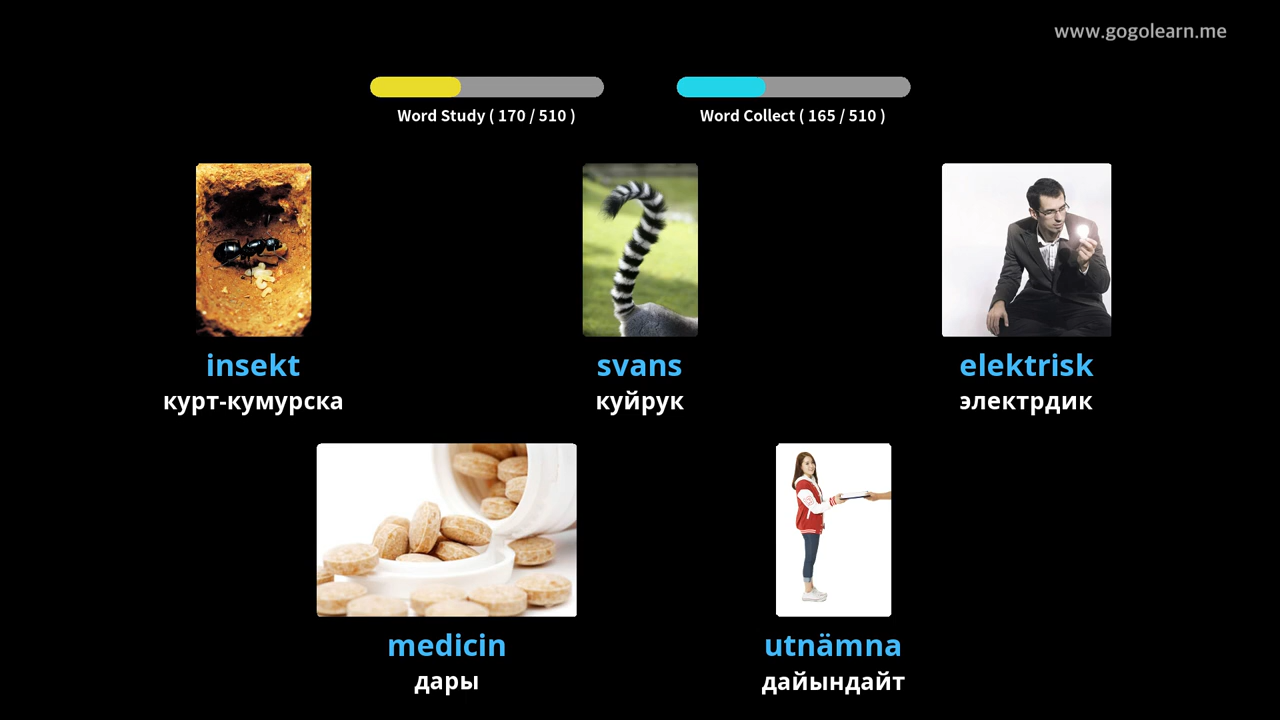 www.gogolearn.me
Word Study ( 170 / 510 )
Word Collect ( 165 / 510 )
insekt
курт-кумурска
svans
куйрук
elektrisk
электрдик
medicin
дары
utnämna
дайындайт